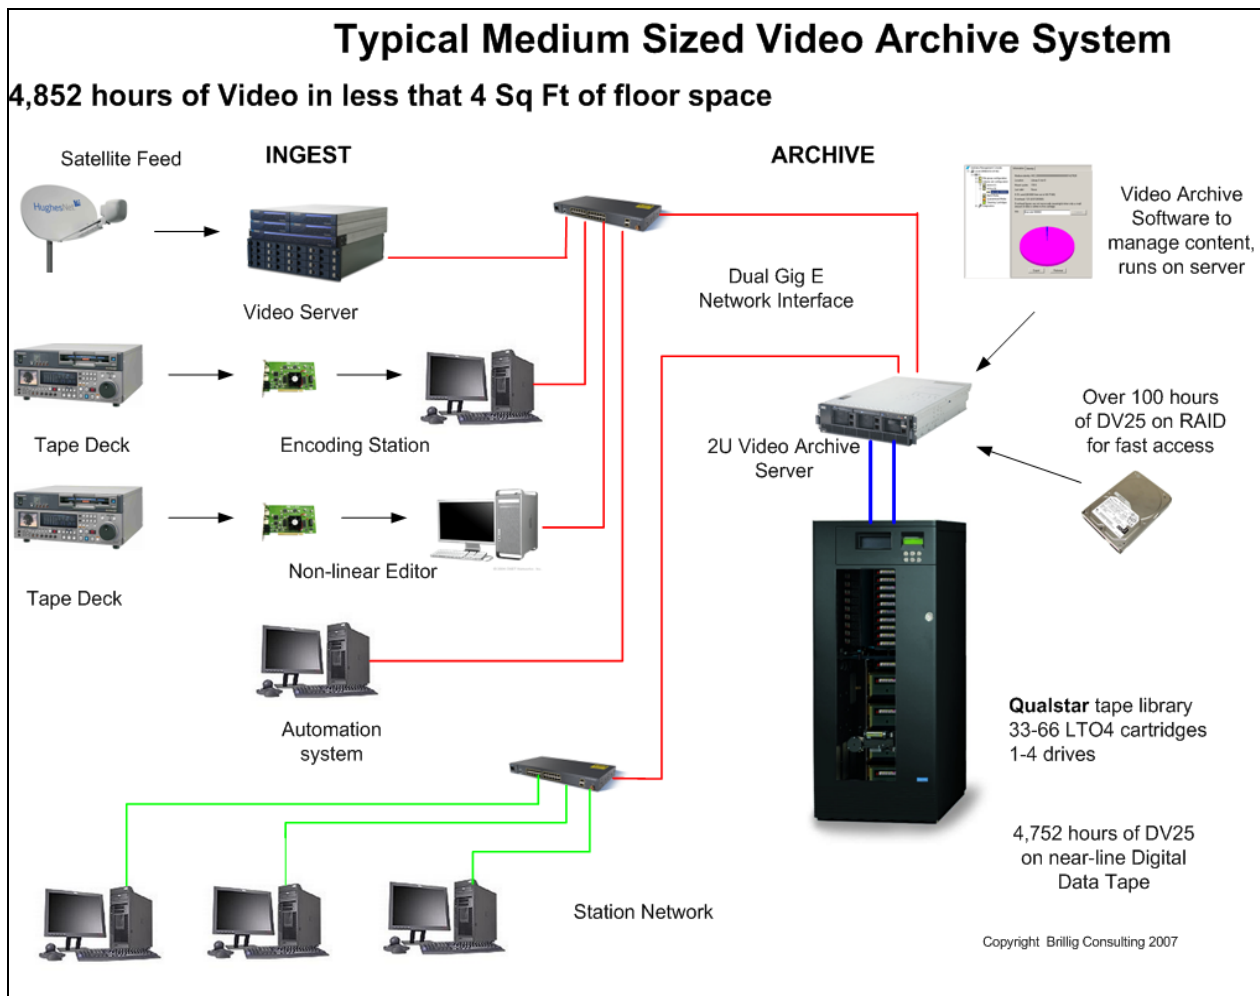 Typical Medium Sized Video Archive System
4,852 hours of Video in less that 4 Sq Ft of floor space
Satellite Feed
INGEST
ARCHIVE
HughesNet
Video Archive
Software to
manage content,
runs on server
Dual Gig E
Network Interface
Video Server
Over 100 hours
of DV25 on RAID
for fast access
Tape Deck
Encoding Station
2U Video Archive
Server
Non-linear Editor
Tape Deck
Automation
system
Qualstar tape library
33-66 LTO4 cartridges
1-4 drives
4,752 hours of DV25
on near-line Digital
Data Tape
Station Network
Copyright Brillig Consulting 2007